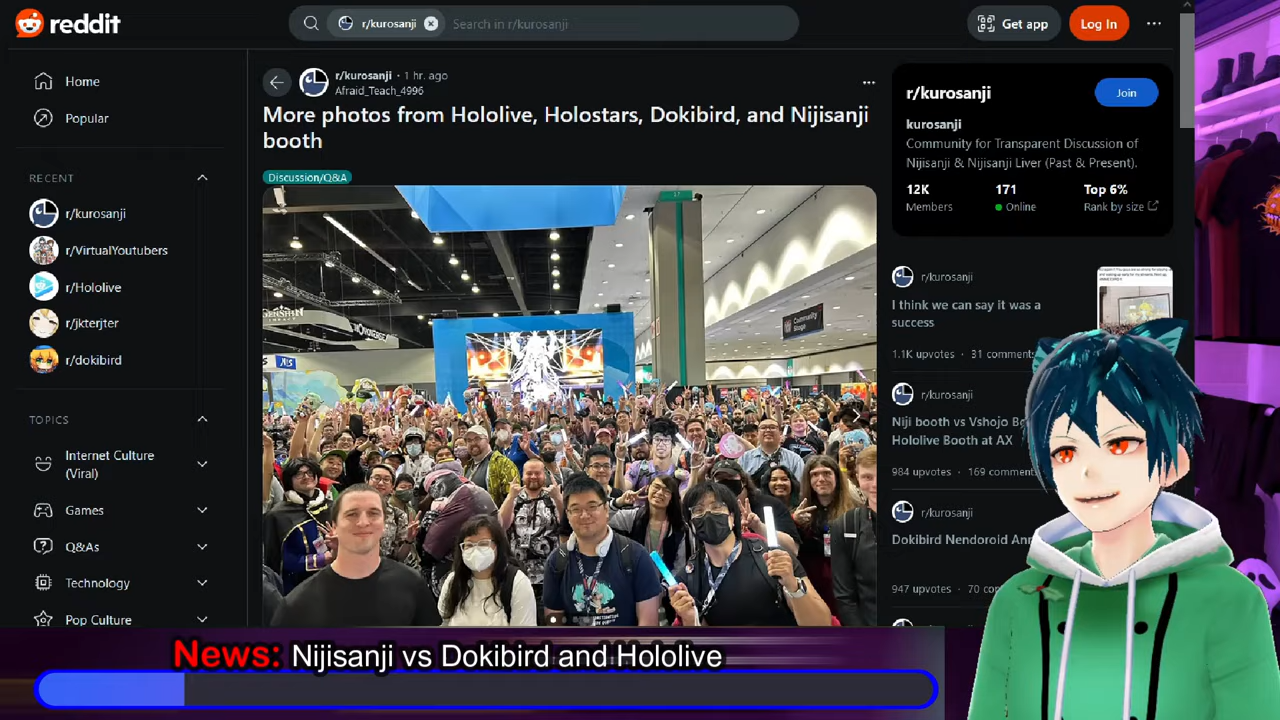 reddit
r/kurosanji
Search in r/kurosanji
Get app
Log In
Home
Popular
RECENT
r/kurosanji
r/VirtualYoutubers
r/Hololive
r/jkterjter
r/dokibird
TOPICS
Internet Culture
(Viral)
Games
Q&As
Technology
Pop Culture
r/kurosanji • 1 hr. ago
Afraid_Teach_4996
More photos from Hololive, Holostars, Dokibird, and Nijisanji
booth
Discussion/Q&A
GENSHIN
Community
Stage
r/kurosanji
Join
kurosanji
Community for Transparent Discussion of
Nijisanji & Nijisanji Liver (Past & Present).
12K
171
Top 6%
Members
Online
Rank by size
r/kurosanji
I think we can say it was a
success
1.1K upvotes • 31 comments
r/kurosanji
Niji booth vs Vshojo
Hololive Booth at AX
984 upvotes • 169 comments
r/kurosanji
Dokibird Nendoroid
947 upvotes • 70
News: Nijisanji vs Dokibird and Hololive